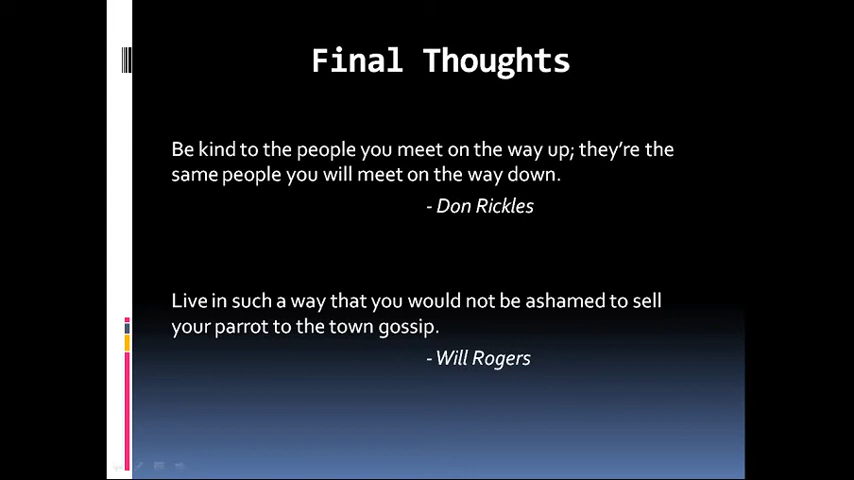 Final Thoughts
Be kind to the people you meet on the way up; they’re the
same people you will meet on the way down.
- Don Rickles
Live in such a way that you would not be ashamed to sell
your parrot to the town gossip.
- Will Rogers